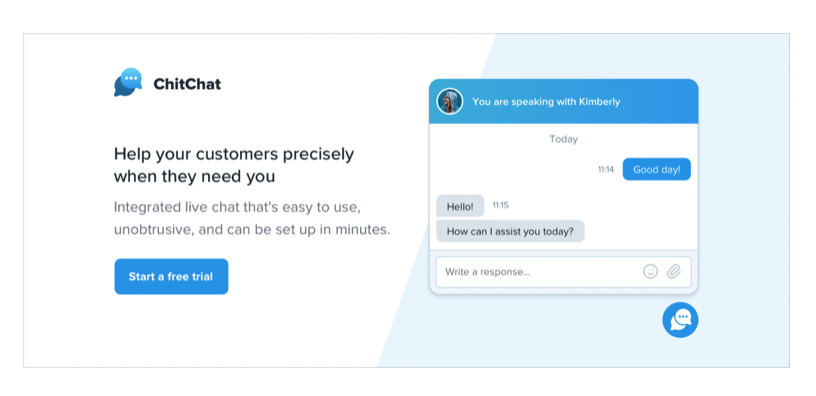 ChitChat
Help your customers precisely
when they need you
Integrated live chat that's easy to use,
unobtrusive, and can be set up in minutes.
Start a free trial
You are speaking with Kimberly
Today
11:14 Good day!
Hello! 11:15
How can I assist you today?
Write a response...